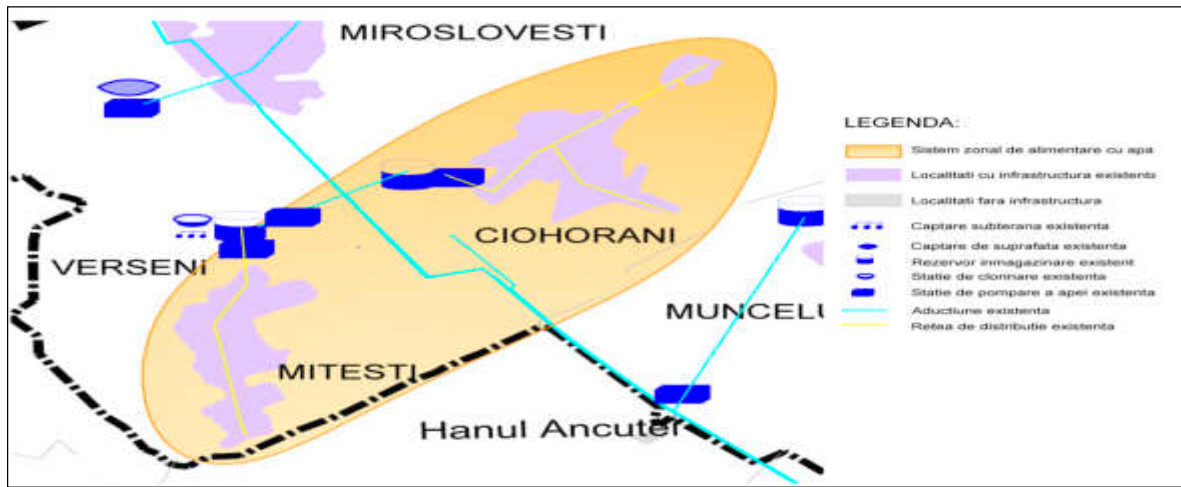 MIROSLOVESTI
CIOHORANI
VERSENI
MUNCELU
MITESTI
Hanul Ancutei
LEGENDA:
Sistem zonal de alimentare cu apa
Localitati cu infrastructura existenta
Localitati fara infrastructura
Captare subterana existenta
Captare de suprafata existenta
Rezervor inmagazinare existent
Statie de clorinare existenta
Statie de pompare a apei existenta
Aductiune existenta
Retea de distributie existenta